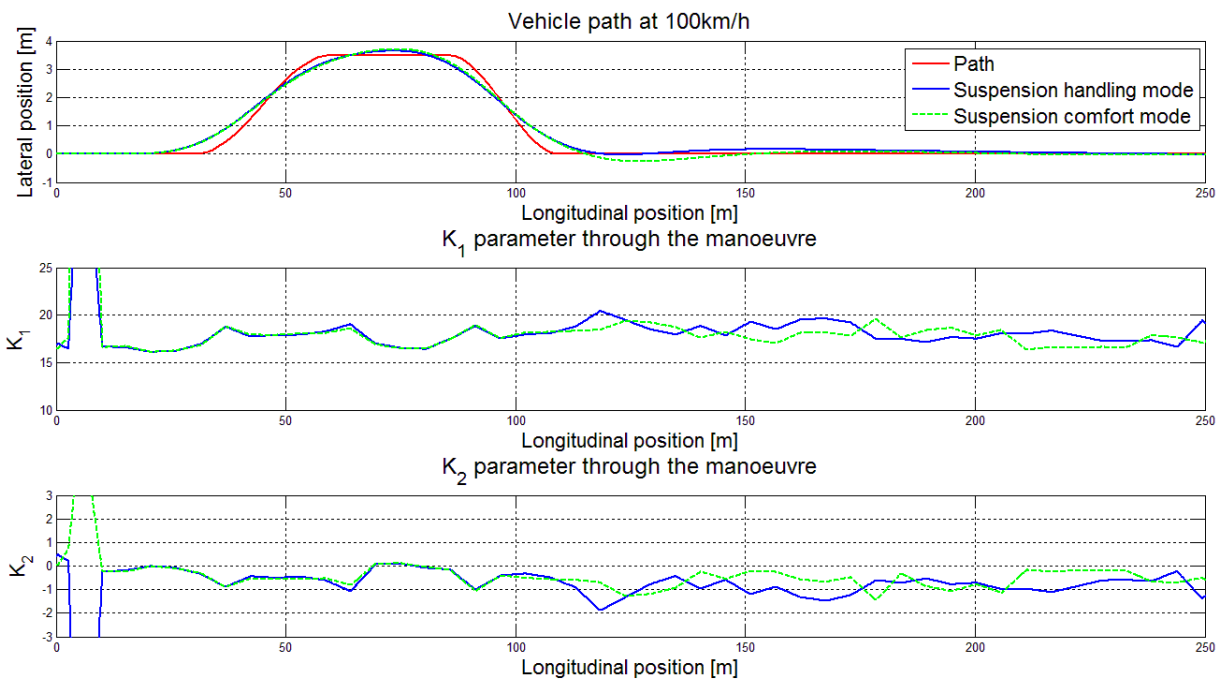 Vehicle path at 100km/h
Lateral position [m]
4
3
2
1
0
-1
Path
Suspension handling mode
Suspension comfort mode
0 50 100 150 200 250
Longitudinal position [m]
K1 parameter through the manoeuvre
K1
25
20
15
10
0 50 100 150 200 250
Longitudinal position [m]
K2 parameter through the manoeuvre
K2
3
2
1
0
-1
-2
-3
0 50 100 150 200 250
Longitudinal position [m]